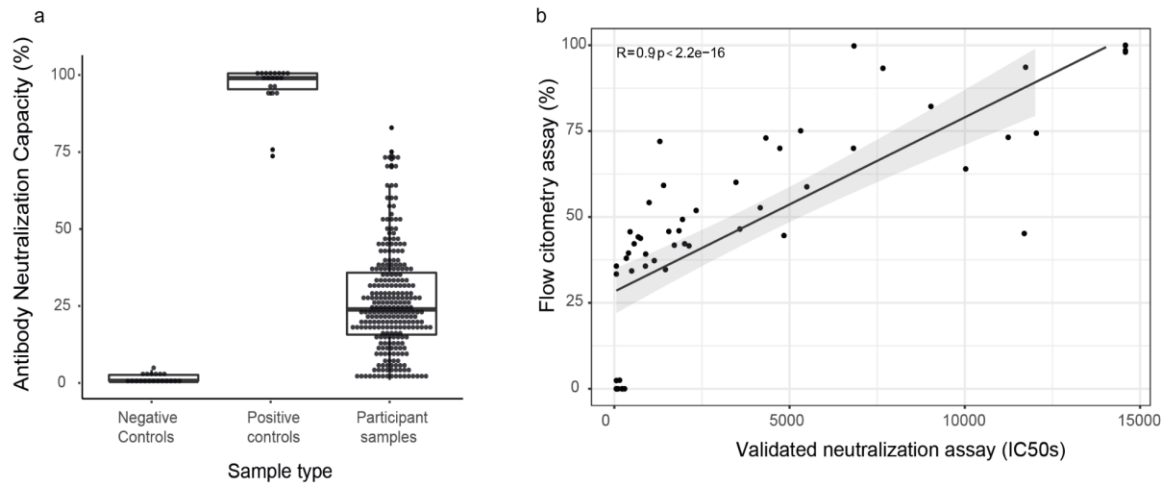 a
Antibody Neutralization Capacity (%)
100
75
50
25
0
Negative
Controls
Positive
controls
Participant
samples
Sample type
b
R=0.9 p< 2.2e-16
Flow citometry assay (%)
100
75
50
25
0
0
5000
10000
15000
Validated neutralization assay (IC50s)